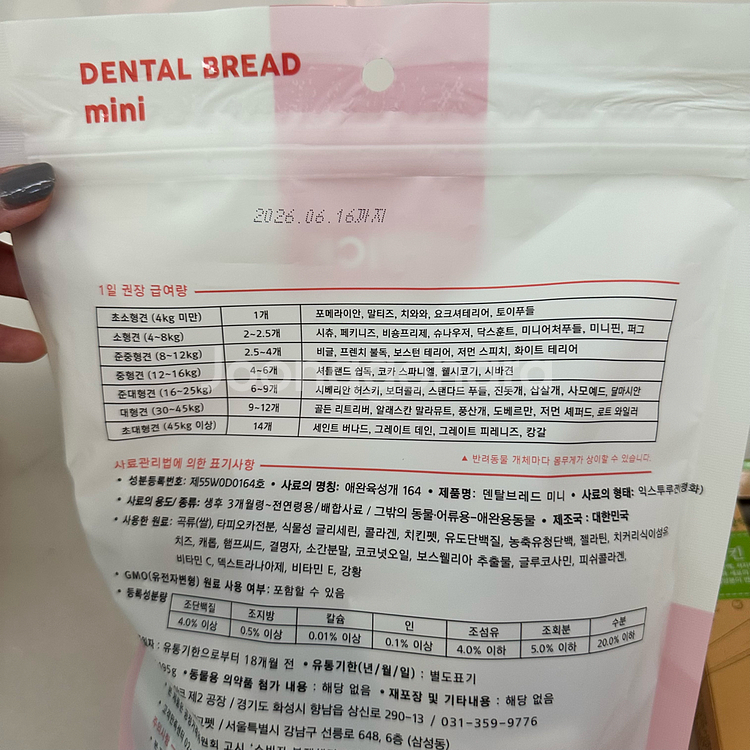 DENTAL BREAD
mini
2026.06.16까지
1일 권장 급여량
초소형견 (4kg 미만) 1개 포메라이안, 말티즈, 치와와, 요크셔테리어, 토이푸들
소형견 (4~8kg) 2~2.5개 시츄, 페키니즈, 비숑프리제, 슈나우저, 닥스훈트, 미니어처푸들, 미니핀, 퍼그
준중형견 (8~12kg) 2.5~4개 비글, 프렌치 불독, 보스턴 테리어, 저먼 스피치, 화이트 테리어
중형견 (12~16kg) 4~6개 셔틀랜드 쉽독, 코카 스파니엘, 웰시코기, 시바견
준대형견 (16~25kg) 6~9개 시베리안 허스키, 보더콜리, 스탠다드 푸들, 진돗개, 삽살개, 사모예드, 달마시안
대형견 (30~45kg) 9~12개 골든 리트리버, 알래스칸 말라뮤트, 풍산개, 도베르만, 저먼 셰퍼드, 로트 와일러
초대형견 (45kg 이상) 14개 세인트 버나드, 그레이트 데인, 그레이트 피레니즈, 캉갈
▲ 반려동물 개체마다 몸무게가 상이할 수 있습니다.
사료관리법에 의한 표기사항
• 성분등록번호: 제55W0D0164호 • 사료의 명칭: 애완육성개 164 • 제품명: 덴탈브레드 미니 • 사료의 형태: 익스투루젼(팽화)
• 사료의 용도/종류: 생후 3개월령~전연령용/배합사료/그밖의 동물·어류용-애완용동물 • 제조국: 대한민국
• 사용한 원료: 곡류(쌀), 타피오카전분, 식물성 글리세린, 콜라겐, 치킨펫, 유도단백질, 농축유청단백, 젤라틴, 치커리식이섬유
치즈, 캐롭, 햄프씨드, 결명자, 소간분말, 코코넛오일, 보스웰리아 추출물, 글루코사민, 피쉬콜라겐,
비타민 C, 덱스트라나아제, 비타민 E, 강황
• GMO(유전자변형) 원료 사용 여부: 포함할 수 있음
• 등록성분량 조단백질 조지방 칼슘 인 조섬유 조회분 수분
4.0% 이상 0.5% 이상 0.01% 이상 0.1% 이상 4.0% 이하 5.0% 이하 20.0% 이하
: 유통기한으로부터 18개월 전 • 유통기한(년/월/일) : 별도표기
95g • 동물용 의약품 첨가 내용 : 해당 없음 • 재포장 및 기타내용 : 해당 없음
제2 공장 / 경기도 화성시 향남읍 상신로 290-13 / 031-359-9776
/ 서울특별시 강남구 선릉로 648, 6층 (삼성동)